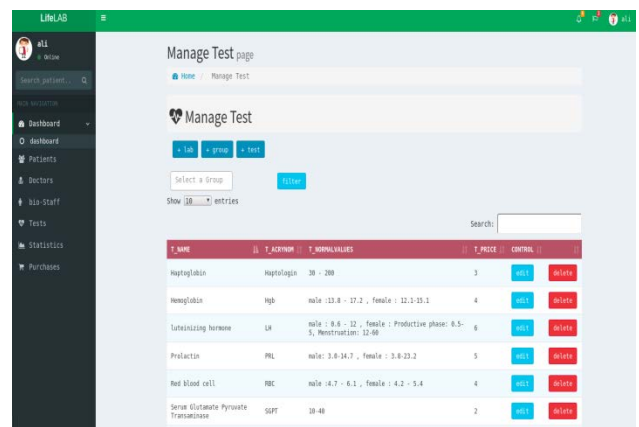 LifeLAB
ali
ali
Online
Search patient..
MAIN NAVIGATION
Dashboard
dashboard
Patients
Doctors
bio-Staff
Tests
Statistics
Purchases
Manage Test page
Home / Manage Test
Manage Test
+ lab + group + test
Select a Group Filter
Show 10 entries
Search:
T_NAME T_ACRYNOM T_NORMALVALUES T_PRICE CONTROL
Haptoglobin Haptologin 30 - 200 3 edit delete
Hemoglobin Hgb male :13.8 - 17.2 , female : 12.1-15.1 4 edit delete
luteinizing hormone LH male : 0.6 - 12 , female : Productive phase: 0.5-
5, Menstruation: 12-60 6 edit delete
Prolactin PRL male: 3.0-14.7 , female : 3.8-23.2 5 edit delete
Red blood cell RBC male :4.7 - 6.1 , female : 4.2 - 5.4 4 edit delete
Serum Glutamate Pyruvate
Transaminase SGPT 10-40 2 edit delete